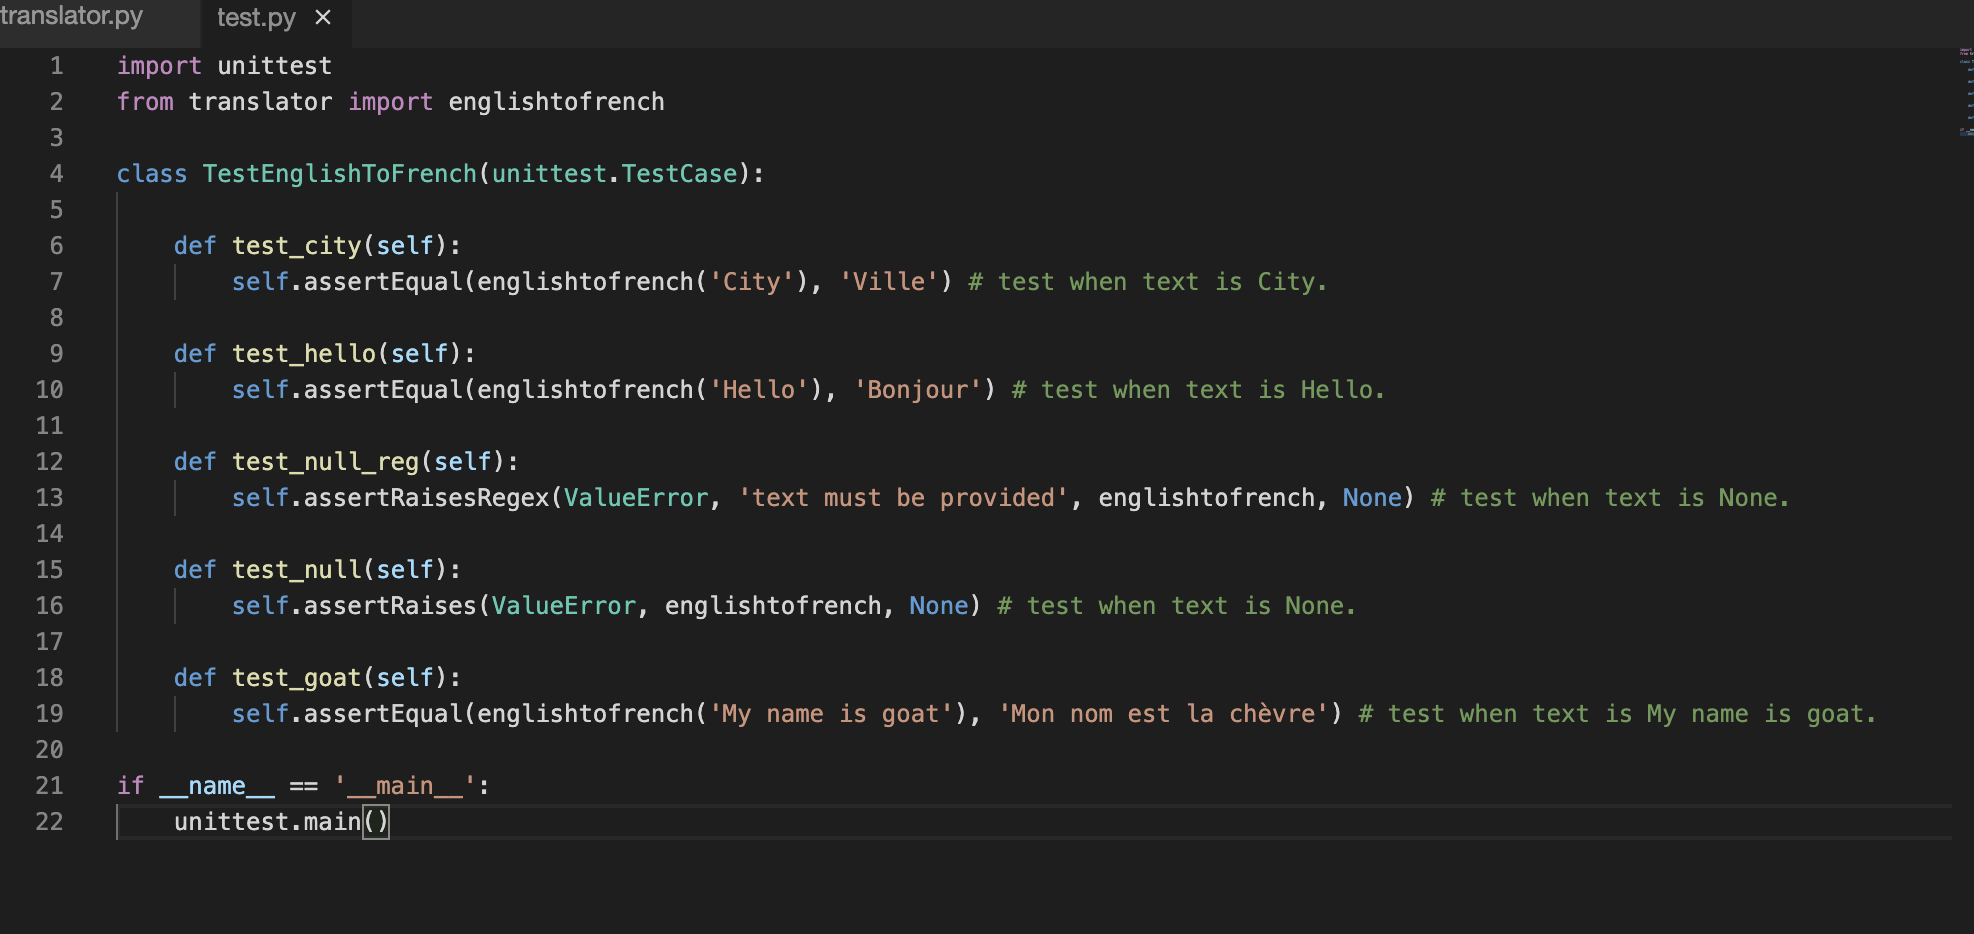 translator.py
test.py ×
1 import unittest
2 from translator import englishtofrench
3
4 class TestEnglishToFrench(unittest.TestCase):
5
6     def test_city(self):
7         self.assertEqual(englishtofrench('City'), 'Ville') # test when text is City.
8
9     def test_hello(self):
10         self.assertEqual(englishtofrench('Hello'), 'Bonjour') # test when text is Hello.
11
12     def test_null_reg(self):
13         self.assertRaisesRegex(ValueError, 'text must be provided', englishtofrench, None) # test when text is None.
14
15     def test_null(self):
16         self.assertRaises(ValueError, englishtofrench, None) # test when text is None.
17
18     def test_goat(self):
19         self.assertEqual(englishtofrench('My name is goat'), 'Mon nom est la chèvre') # test when text is My name is goat.
20
21 if __name__ == '__main__':
22     unittest.main()